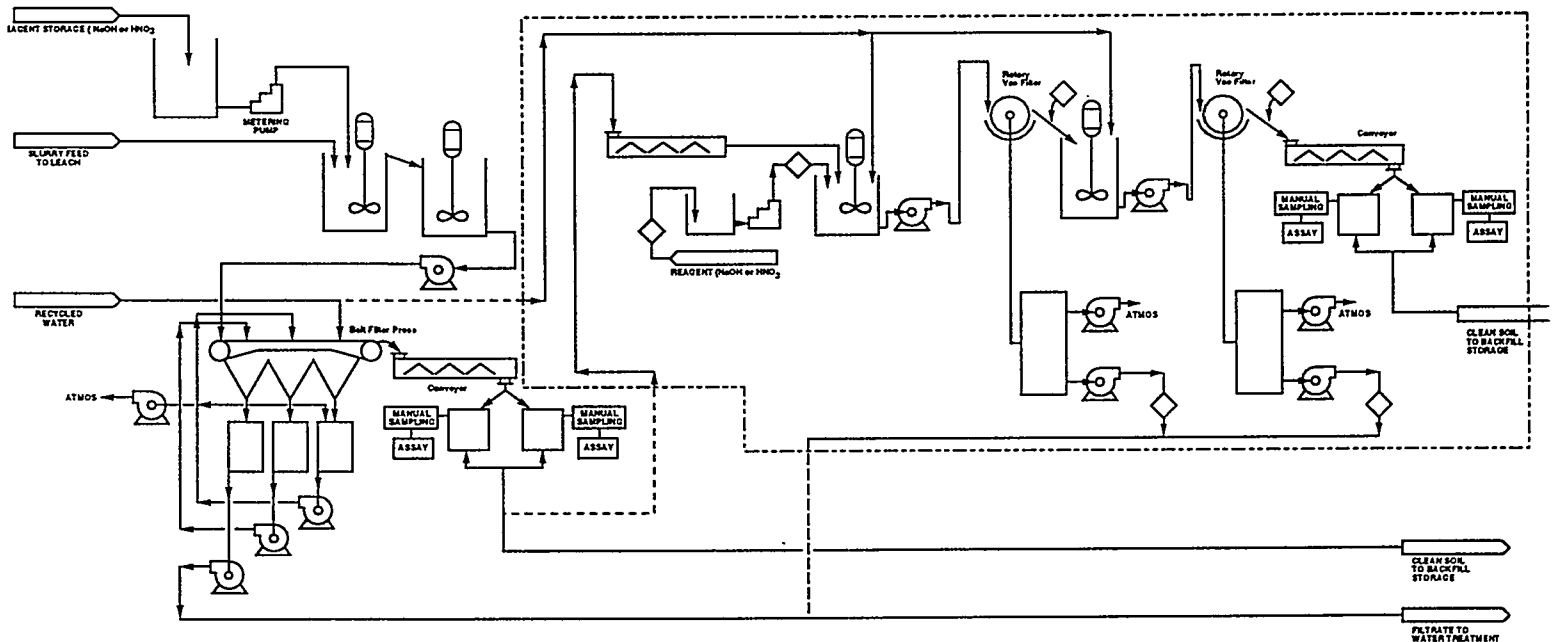 AGENT STORAGE (NaOH or HNO3
METERING
PUMP
SLURRY FEED
TO LEACH
RECYCLED
WATER
Belt Filter Press
Conveyor
ATMOS
MANUAL
SAMPLING
ASSAY
MANUAL
SAMPLING
ASSAY
REAGENT (NaOH or HNO3
Rotary
Vac Filter
Rotary
Vac Filter
Conveyor
MANUAL
SAMPLING
ASSAY
MANUAL
SAMPLING
ASSAY
ATMOS
ATMOS
CLEAN SOIL
TO BACKFILL
STORAGE
CLEAN SOIL
TO BACKFILL
STORAGE
FILTRATE TO
WATER TREATMENT